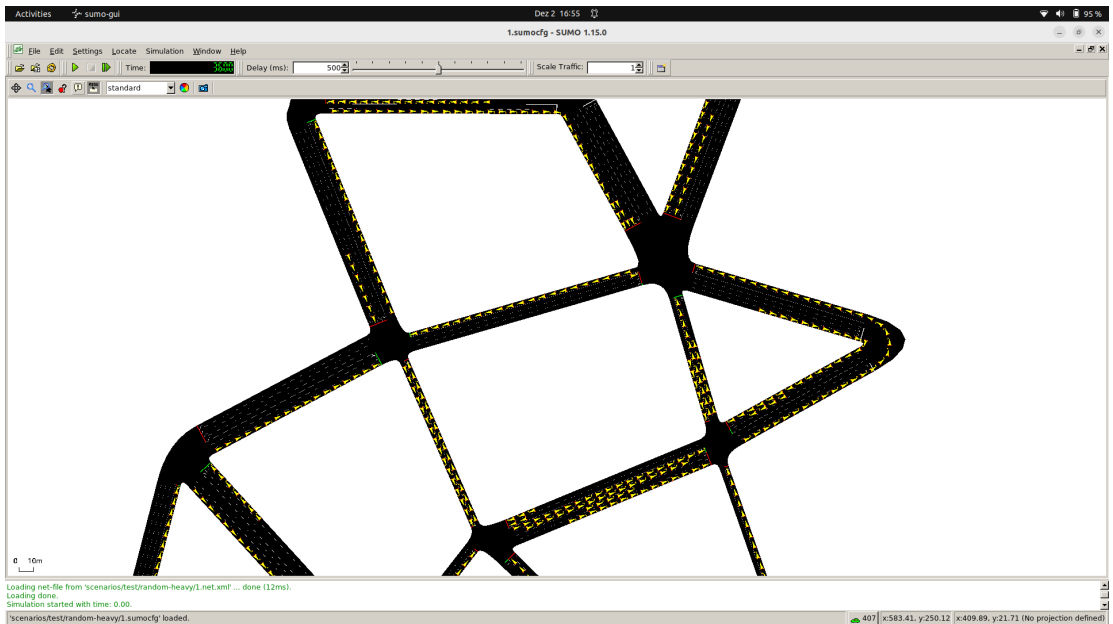 Activities sumo-gui Dez 2 16:55 95 %
1.sumocfg - SUMO 1.15.0
File Edit Settings Locate Simulation Window Help
Time: Delay (ms): 500 Scale Traffic: 1
standard
0 10m
Loading net-file from 'scenarios/test/random-heavy/1.net.xml' ... done (12ms).
Loading done.
Simulation started with time: 0.00.
'scenarios/test/random-heavy/1.sumocfg' loaded. 407 x:583.41, y:250.12 x:409.89, y:21.71 (No projection defined)